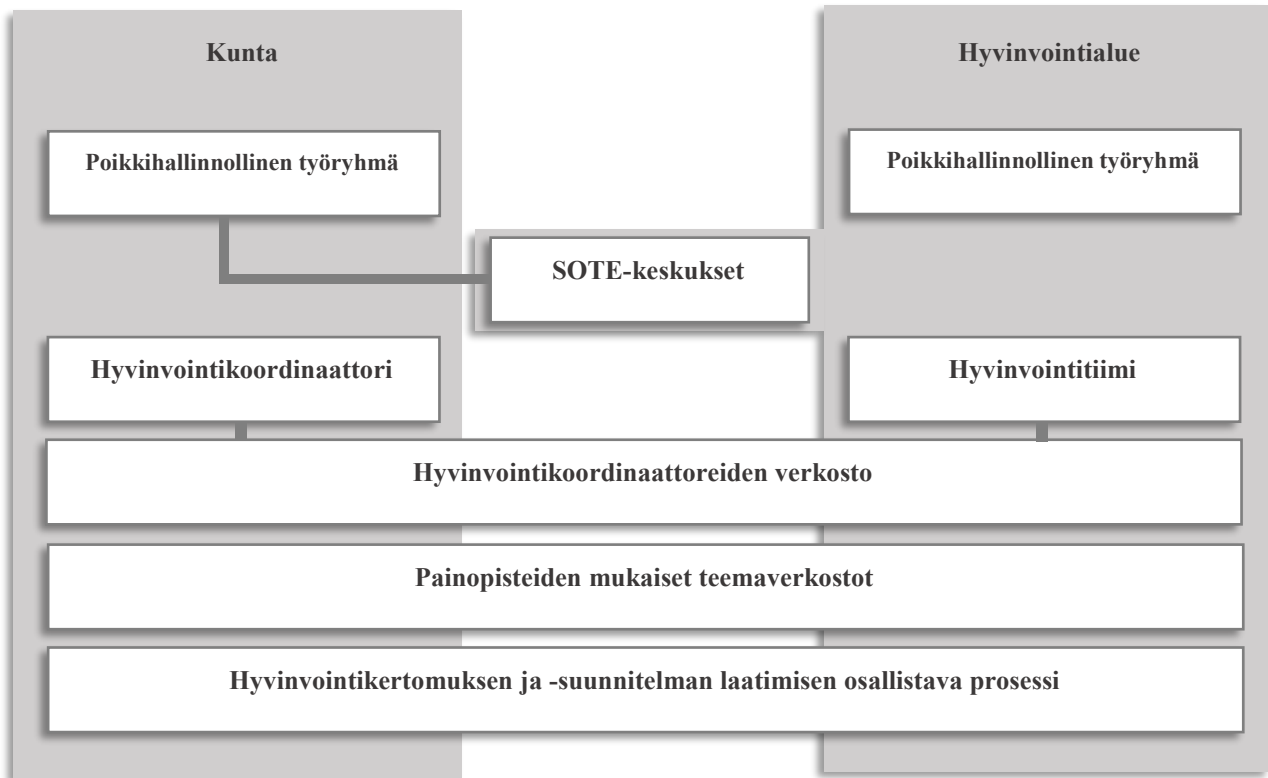 Kunta
Hyvinvointialue
Poikkihallinnollinen työryhmä
Poikkihallinnollinen työryhmä
SOTE-keskukset
Hyvinvointikoordinaattori
Hyvinvointitiimi
Hyvinvointikoordinaattoreiden verkosto
Painopisteiden mukaiset teemaverkostot
Hyvinvointikertomuksen ja -suunnitelman laatimisen osallistava prosessi